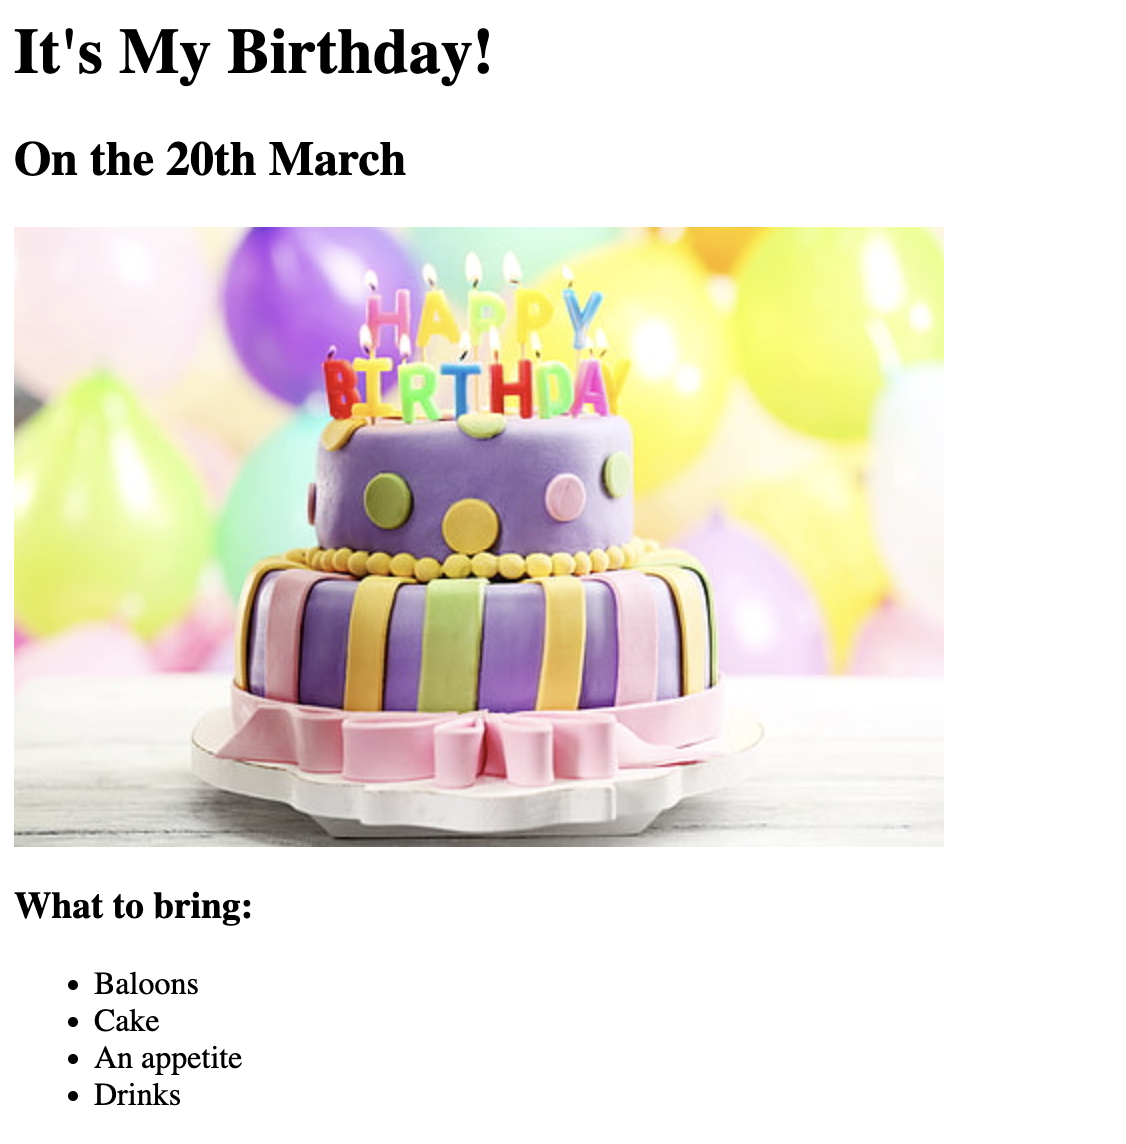 It's My Birthday!
On the 20th March
HAPPY
BIRTHDAY
What to bring:
Baloons
Cake
An appetite
Drinks